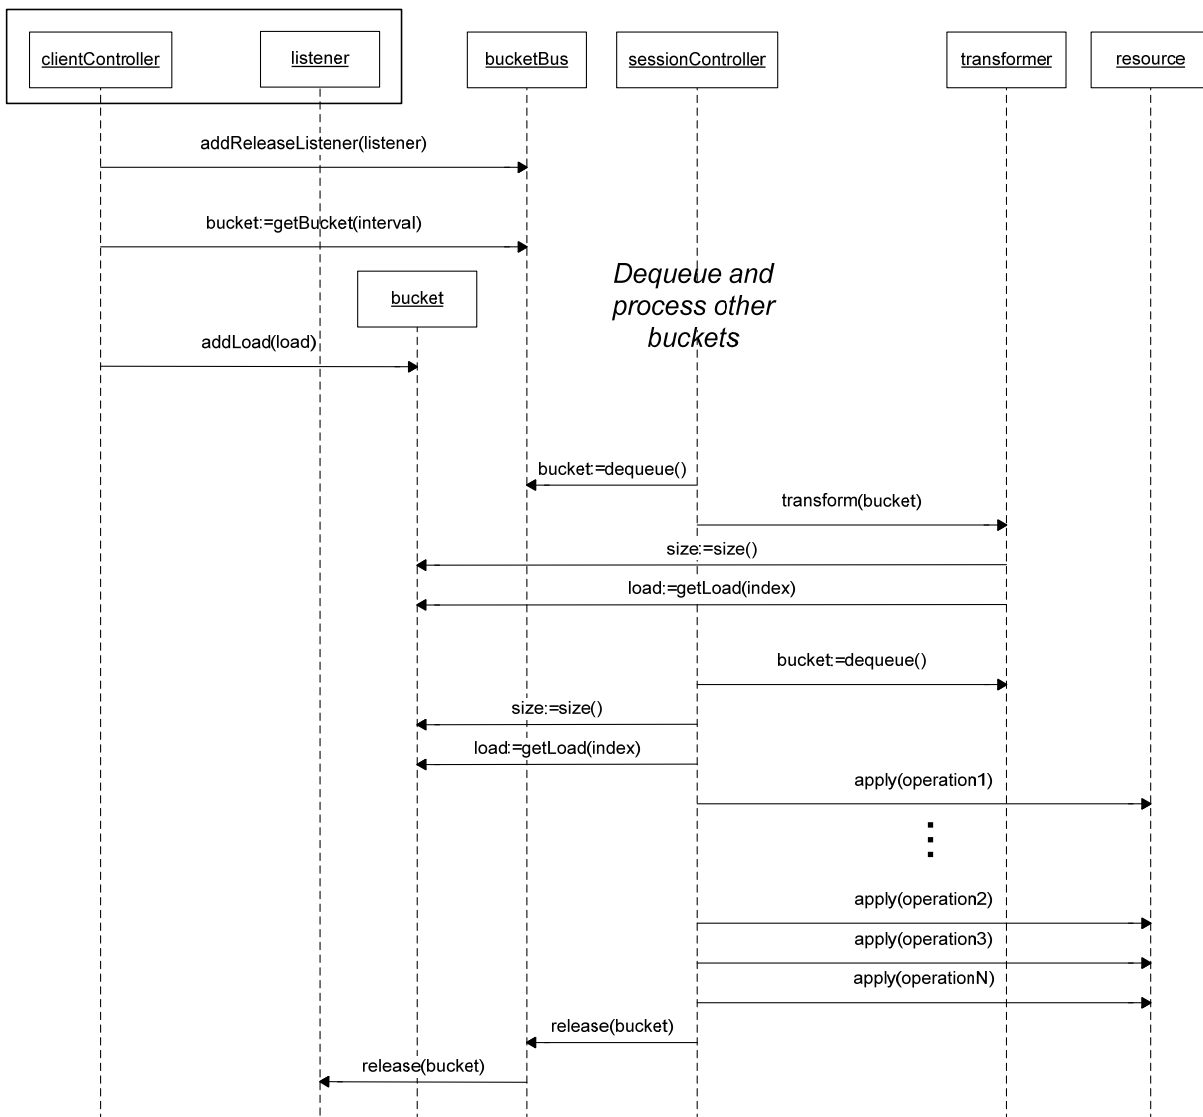 clientController
listener
bucketBus
sessionController
transformer
resource
addReleaseListener(listener)
bucket:=getBucket(interval)
Dequeue and
process other
buckets
bucket
addLoad(load)
bucket:=dequeue()
transform(bucket)
size:=size()
load:=getLoad(index)
bucket:=dequeue()
size:=size()
load:=getLoad(index)
apply(operation1)
apply(operation2)
apply(operation3)
apply(operationN)
release(bucket)
release(bucket)